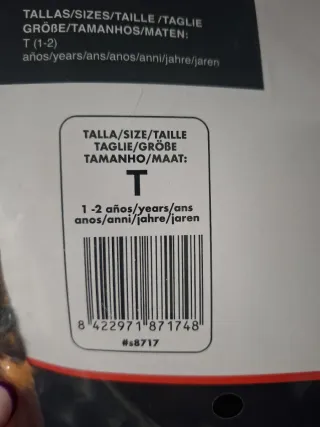 TALLAS/SIZES/TAILLE/TAGLIE
GRÖßE/TAMANHOS/MATEN:
T (1-2)
años/years/ans/anos/anni/jahre/jaren
TALLA/SIZE/TAILLE
TAGLIE/GRÖßE
TAMANHO/MAAT:
T
1 -2 años/years/ans
anos/anni/jahre/jaren
8 422971 871748
#s8717